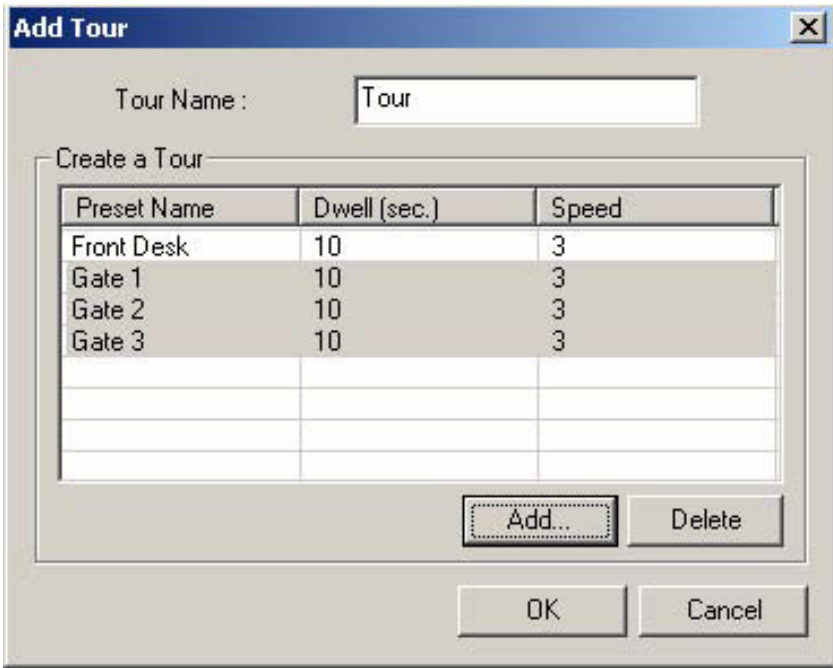 Add Tour
Tour Name : Tour
Create a Tour
Preset Name Dwell (sec.) Speed
Front Desk 10 3
Gate 1 10 3
Gate 2 10 3
Gate 3 10 3
Add... Delete
OK Cancel